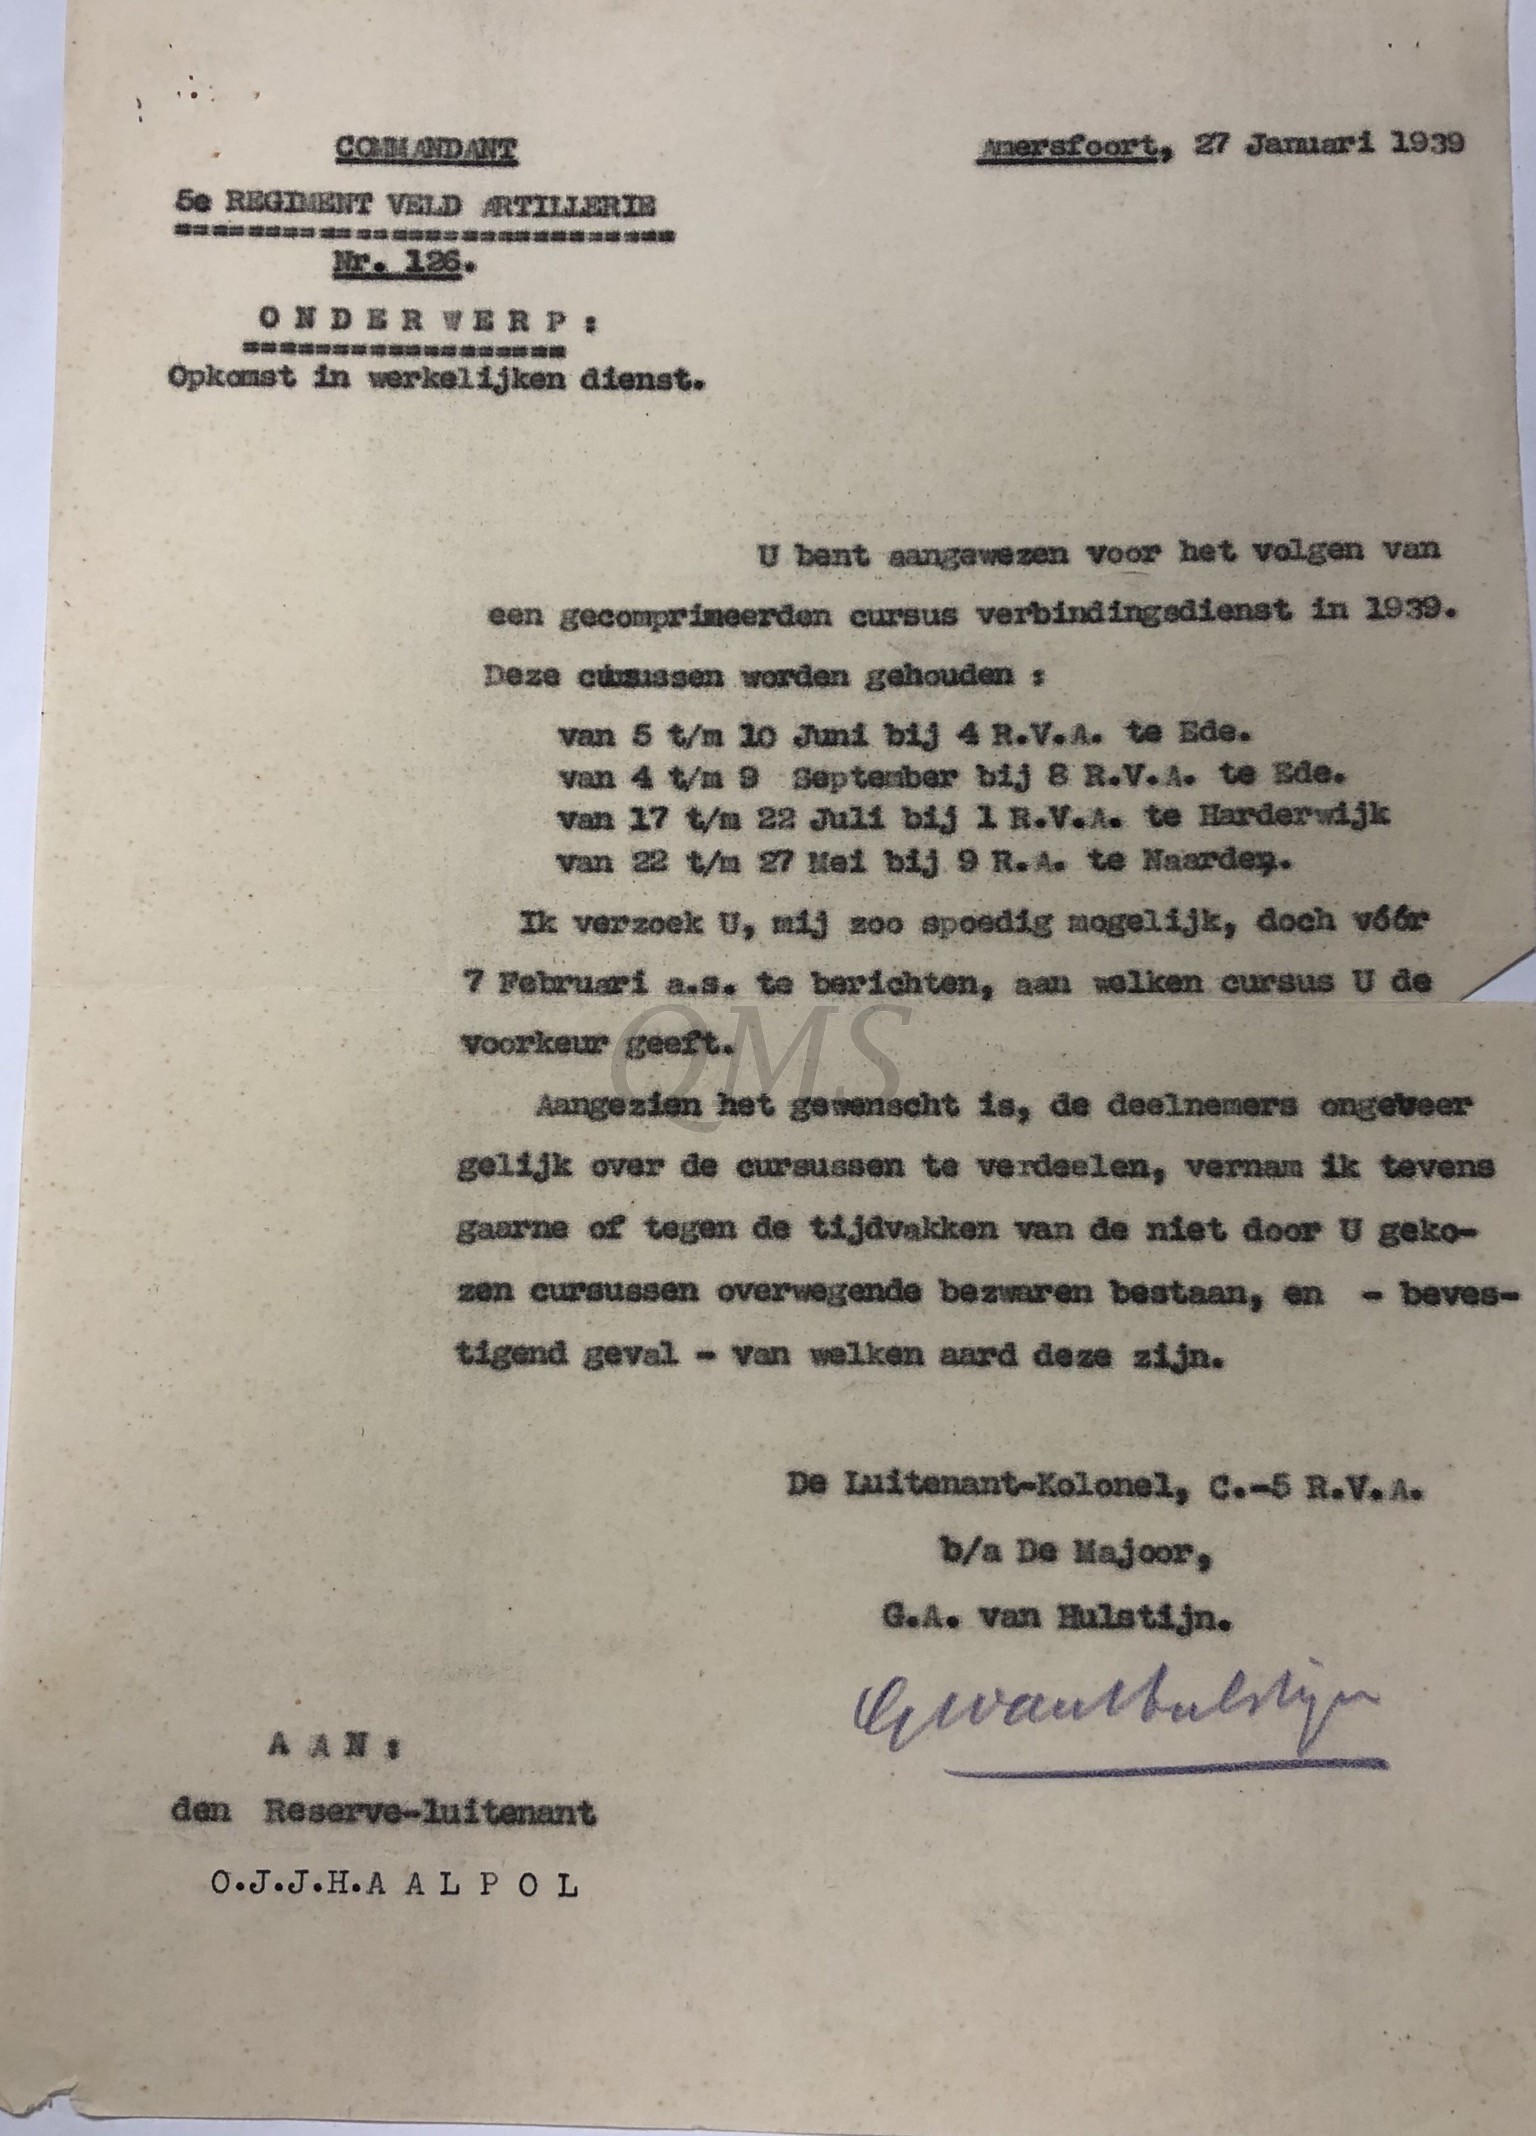 COMMANDANT
Amersfoort, 27 Januari 1939
5e REGIMENT VELD ARTILLERIE
============================
Nr. 126.
O N D E R W E R P :
==================
Opkomst in werkelijken dienst.
U bent aangewezen voor het volgen van
een gecomprimeerden cursus verbindingsdienst in 1939.
Deze cursussen worden gehouden :
van 5 t/m 10 Juni bij 4 R.V.A. te Ede.
van 4 t/m 9 September bij 8 R.V.A. te Ede.
van 17 t/m 22 Juli bij 1 R.V.A. te Harderwijk
van 22 t/m 27 Mei bij 9 R.A. te Naarden.
Ik verzoek U, mij zoo spoedig mogelijk, doch vóór
7 Februari a.s. te berichten, aan welken cursus U de
voorkeur geeft.
QMS
Aangezien het gewenscht is, de deelnemers ongeveer
gelijk over de cursussen te verdeelen, vernam ik tevens
gaarne of tegen de tijdvakken van de niet door U geko-
zen cursussen overwegende bezwaren bestaan, en - beves-
tigend geval - van welken aard deze zijn.
De Luitenant-Kolonel, C.-5 R.V.A.
b/a De Majoor,
G.A. van Hulstijn.
GAvanHulstijn
A A N :
den Reserve-luitenant
O.J.J.H.A A L P O L